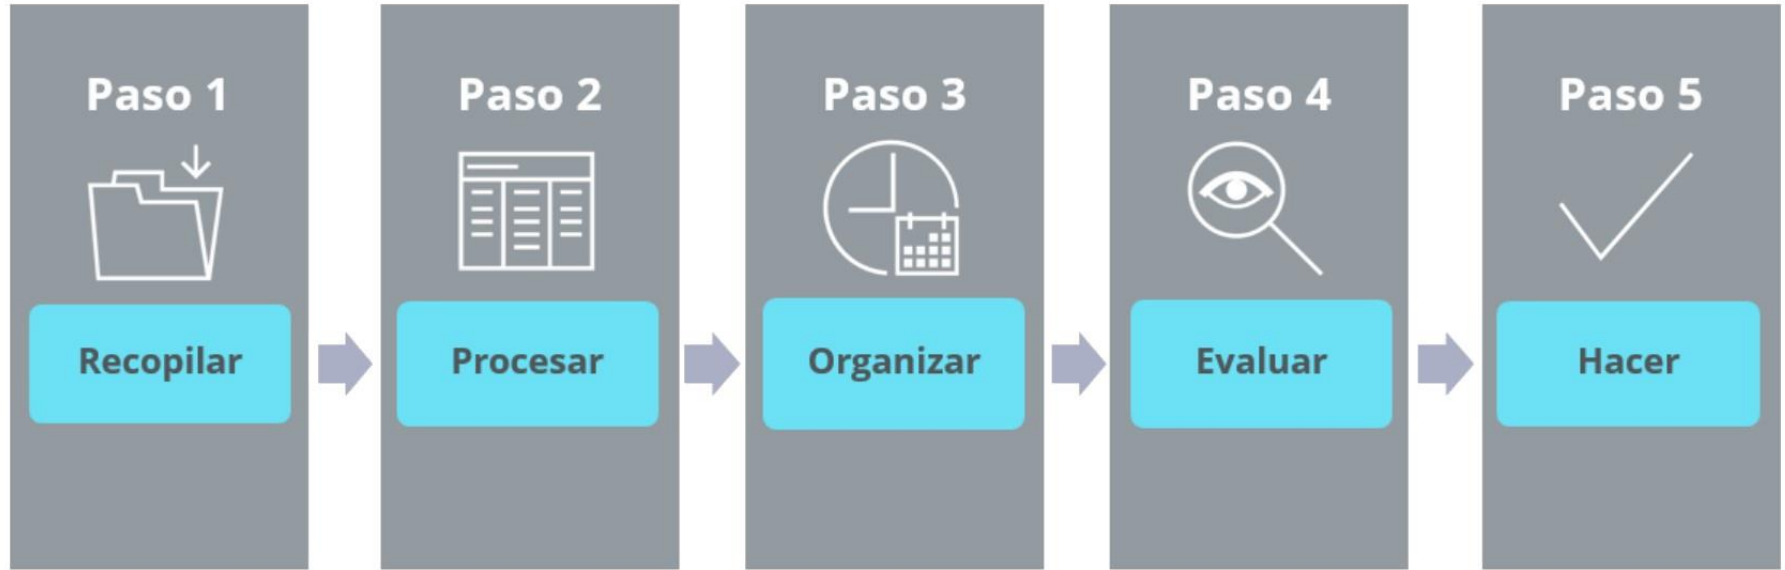 Paso 1
Recopilar
Paso 2
Procesar
Paso 3
Organizar
Paso 4
Evaluar
Paso 5
Hacer